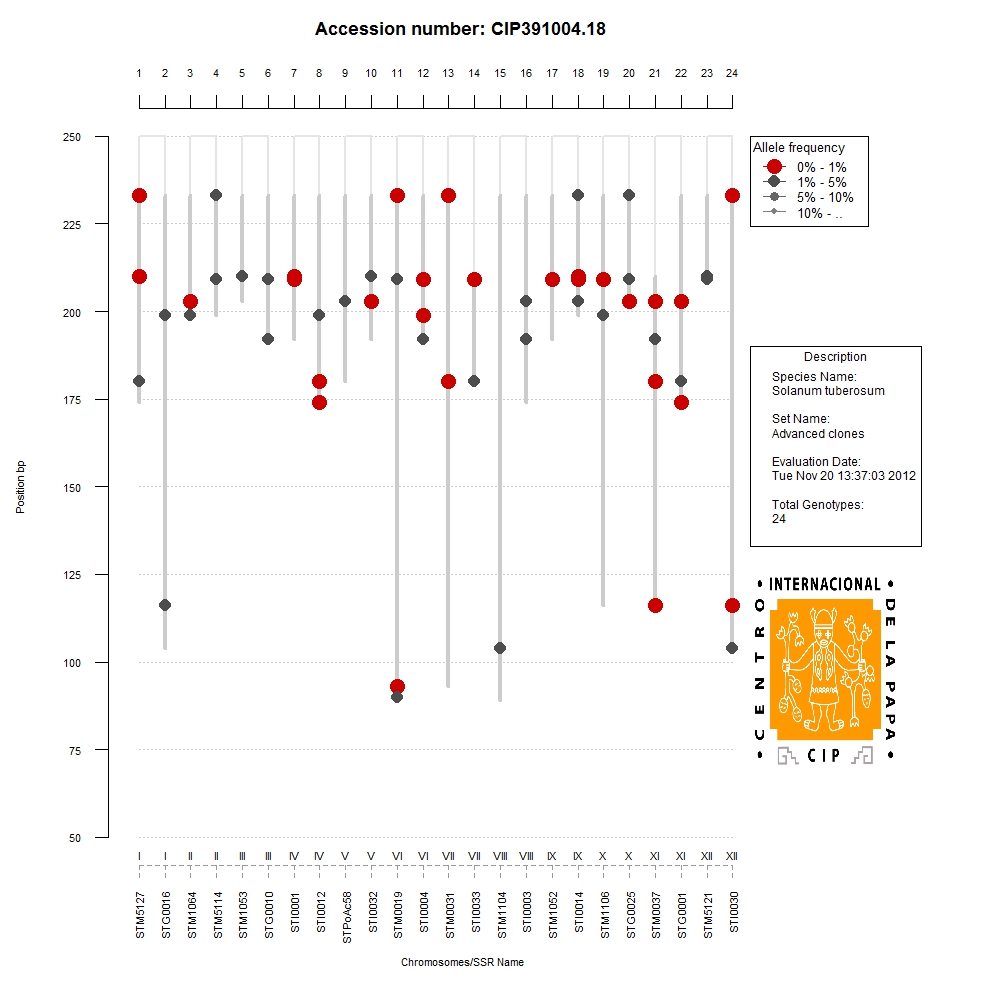 Accession number: CIP391004.18
1 2 3 4 5 6 7 8 9 10 11 12 13 14 15 16 17 18 19 20 21 22 23 24
250
225
200
175
150
125
100
75
50
Position bp
Allele frequency
0% - 1%
1% - 5%
5% - 10%
10% - ..
Description
Species Name:
Solanum tuberosum
Set Name:
Advanced clones
Evaluation Date:
Tue Nov 20 13:37:03 2012
Total Genotypes:
24
• INTERNACIONAL •
CENTRO
DE LA PAPA
• CIP •
I I II II III III IV IV V V VI VI VII VII VIII VIII IX IX X X XI XI XII XII
STM5127
STG0016
STM1064
STM5114
STM1053
STG0010
STI0001
STI0012
STPoAc58
STI0032
STM0019
STI0004
STM0031
STI0033
STM1104
STI0003
STM1052
STI0014
STM1106
STG0025
STM0037
STG0001
STM5121
STI0030
Chromosomes/SSR Name